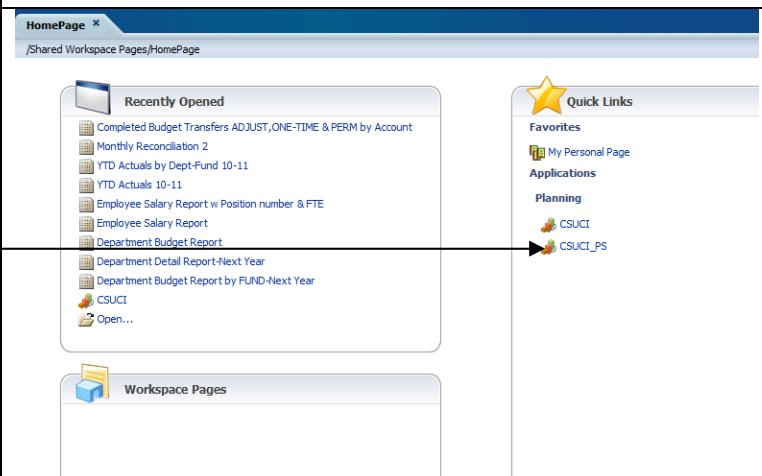 HomePage ×
/Shared Workspace Pages/HomePage
Recently Opened
Completed Budget Transfers ADJUST,ONE-TIME & PERM by Account
Monthly Reconciliation 2
YTD Actuals by Dept-Fund 10-11
YTD Actuals 10-11
Employee Salary Report w Position number & FTE
Employee Salary Report
Department Budget Report
Department Detail Report-Next Year
Department Budget Report by FUND-Next Year
CSUCI
Open...
Workspace Pages
Quick Links
Favorites
My Personal Page
Applications
Planning
CSUCI
CSUCI_PS